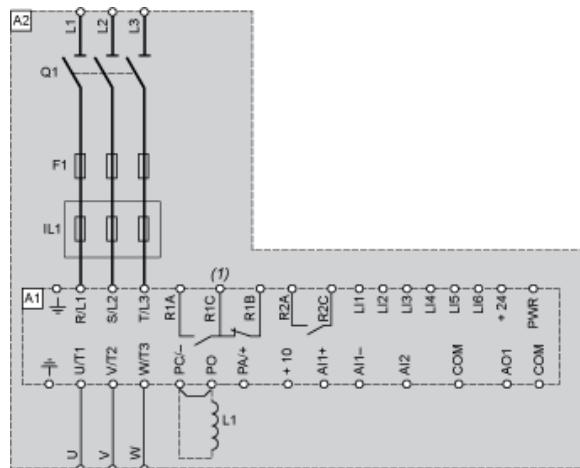 A2 L1 L2 L3
Q1
F1
IL1
(1)
A1 R/L1 S/L2 T/L3 R1A R1C R1B R2A R2C LI1 LI2 LI3 LI4 LI5 LI6 + 24 PWR
U/T1 V/T2 W/T3 PC/– PO PA/+ + 10 AI1+ AI1– AI2 COM AO1 COM
L1
U V W